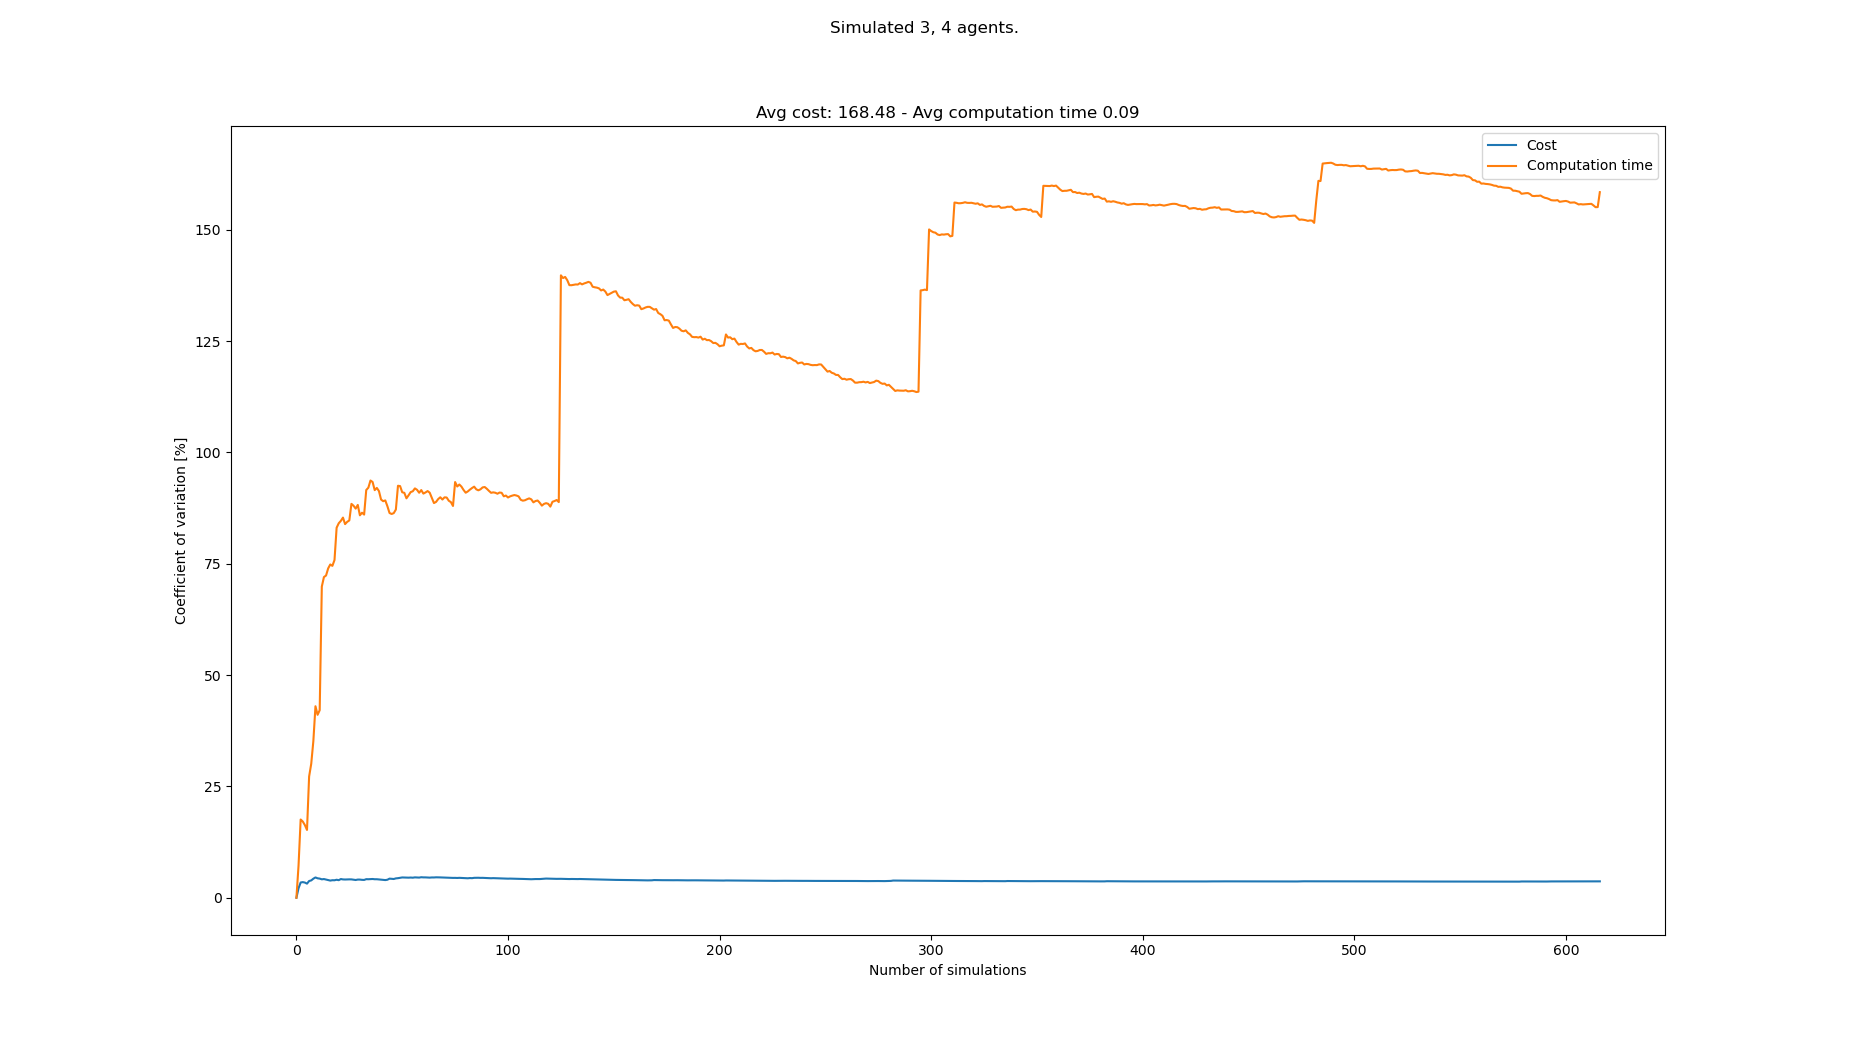 Simulated 3, 4 agents.
Avg cost: 168.48 - Avg computation time 0.09
Cost
Computation time
150
125
100
75
50
25
0
Coefficient of variation [%]
0 100 200 300 400 500 600
Number of simulations